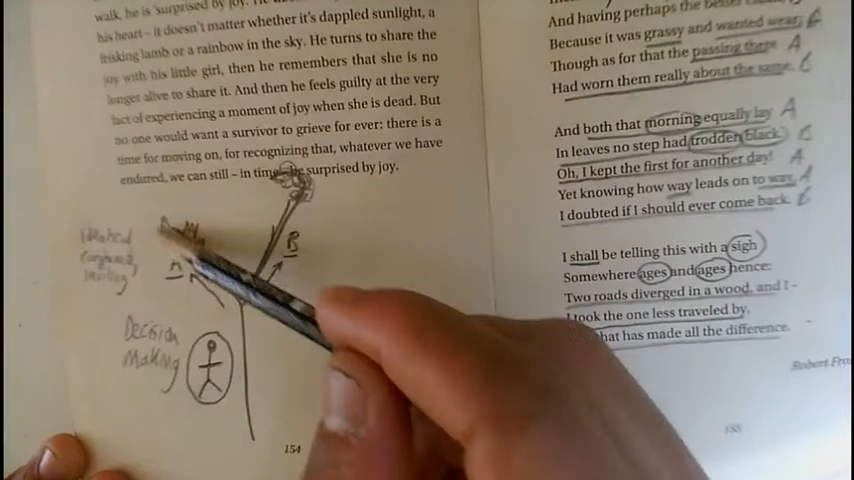 walk, he is 'surprised by joy.
his heart – it doesn't matter whether it's dappled sunlight, a
frisking lamb or a rainbow in the sky. He turns to share the
joy with his little girl, then he remembers that she is no
longer alive to share it. And then he feels guilty at the very
fact of experiencing a moment of joy when she is dead. But
no one would want a survivor to grieve for ever: there is a
time for moving on, for recognizing that, whatever we have
endured, we can still – in time – be surprised by joy.
B
A
Decision
Making
154
And having perhaps the better
Because it was grassy and wanted wear,
Though as for that the passing there A
Had worn them really about the same,
And both that morning equally lay A
In leaves no step had trodden black.
Oh, I kept the first for another day! A
Yet knowing how way leads on to way, A
I doubted if I should ever come back. B
I shall be telling this with a sigh
Somewhere ages and ages hence:
Two roads diverged in a wood, and I –
I took the one less traveled by,
that has made all the difference.
Robert Fro